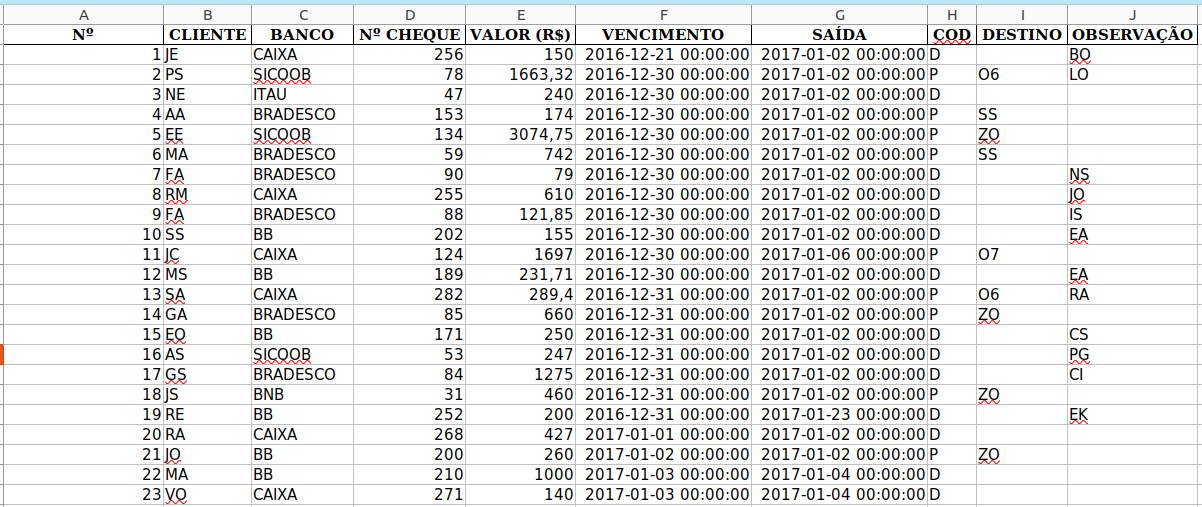 A B C D E F G H I J
Nº CLIENTE BANCO Nº CHEQUE VALOR (R$) VENCIMENTO SAÍDA COD DESTINO OBSERVAÇÃO
1 JE CAIXA 256 150 2016-12-21 00:00:00 2017-01-02 00:00:00 D BO
2 PS SICOOB 78 1663,32 2016-12-30 00:00:00 2017-01-02 00:00:00 P O6 LO
3 NE ITAU 47 240 2016-12-30 00:00:00 2017-01-02 00:00:00 D
4 AA BRADESCO 153 174 2016-12-30 00:00:00 2017-01-02 00:00:00 P SS
5 EE SICOOB 134 3074,75 2016-12-30 00:00:00 2017-01-02 00:00:00 P ZO
6 MA BRADESCO 59 742 2016-12-30 00:00:00 2017-01-02 00:00:00 P SS
7 FA BRADESCO 90 79 2016-12-30 00:00:00 2017-01-02 00:00:00 D NS
8 RM CAIXA 255 610 2016-12-30 00:00:00 2017-01-02 00:00:00 D JO
9 FA BRADESCO 88 121,85 2016-12-30 00:00:00 2017-01-02 00:00:00 D IS
10 SS BB 202 155 2016-12-30 00:00:00 2017-01-02 00:00:00 D EA
11 JC CAIXA 124 1697 2016-12-30 00:00:00 2017-01-06 00:00:00 P O7
12 MS BB 189 231,71 2016-12-30 00:00:00 2017-01-02 00:00:00 D EA
13 SA CAIXA 282 289,4 2016-12-31 00:00:00 2017-01-02 00:00:00 P O6 RA
14 GA BRADESCO 85 660 2016-12-31 00:00:00 2017-01-02 00:00:00 P ZO
15 EO BB 171 250 2016-12-31 00:00:00 2017-01-02 00:00:00 D CS
16 AS SICOOB 53 247 2016-12-31 00:00:00 2017-01-02 00:00:00 D PG
17 GS BRADESCO 84 1275 2016-12-31 00:00:00 2017-01-02 00:00:00 D CI
18 JS BNB 31 460 2016-12-31 00:00:00 2017-01-02 00:00:00 P ZO
19 RE BB 252 200 2016-12-31 00:00:00 2017-01-23 00:00:00 D EK
20 RA CAIXA 268 427 2017-01-01 00:00:00 2017-01-02 00:00:00 D
21 JO BB 200 260 2017-01-02 00:00:00 2017-01-02 00:00:00 P ZO
22 MA BB 210 1000 2017-01-03 00:00:00 2017-01-04 00:00:00 D
23 VO CAIXA 271 140 2017-01-03 00:00:00 2017-01-04 00:00:00 D